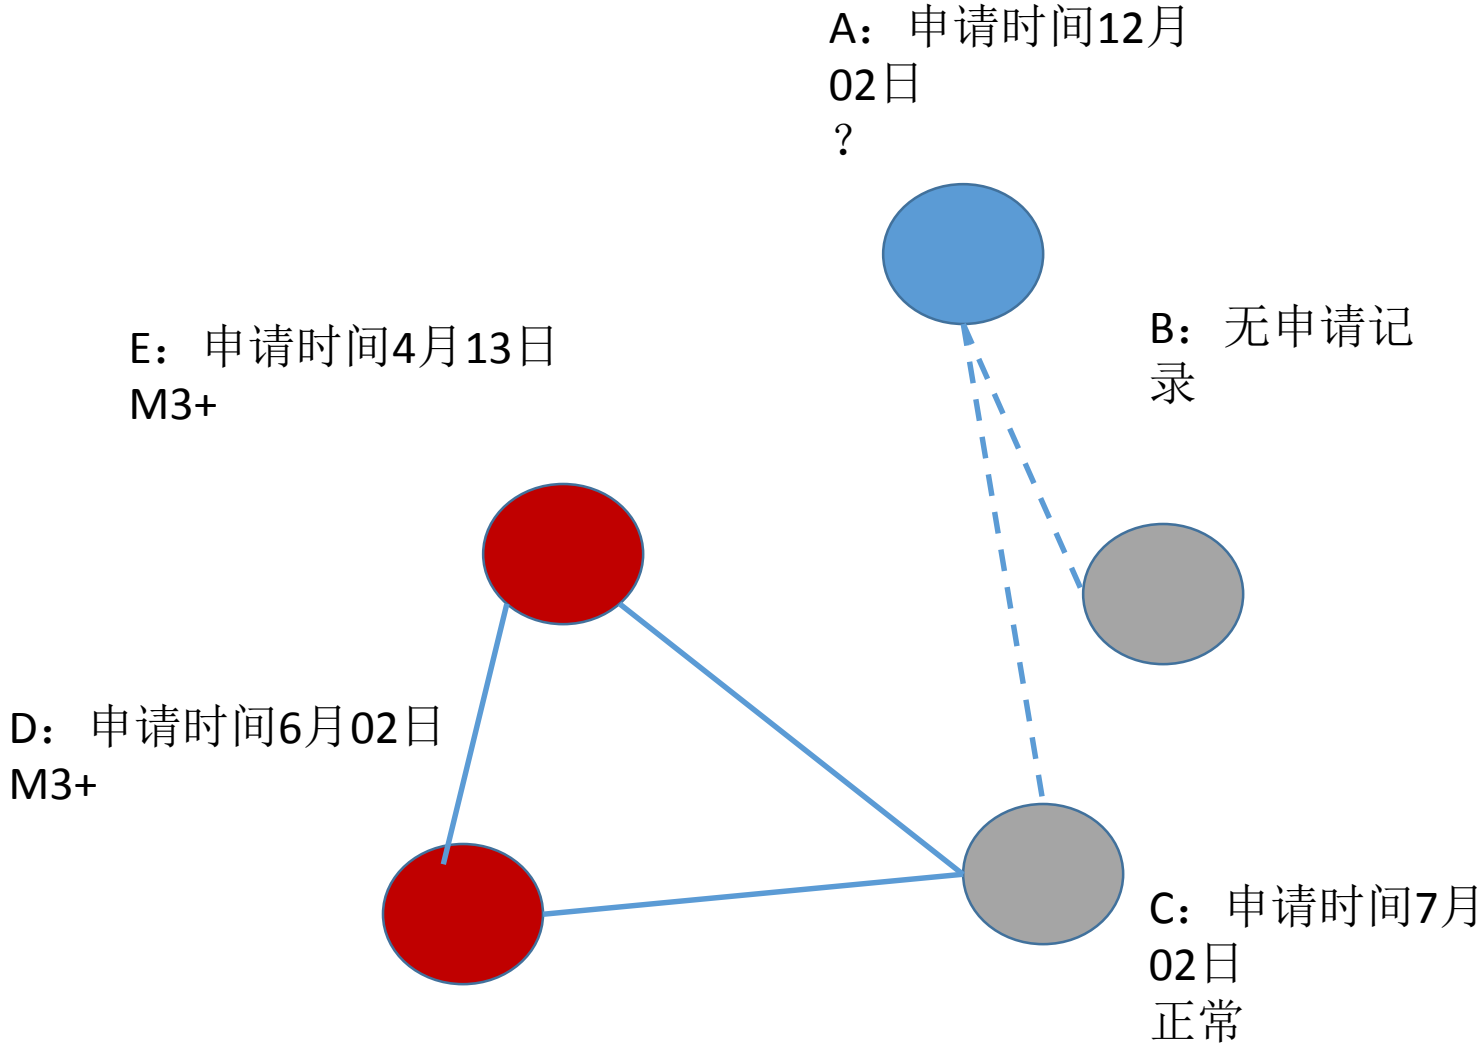 A：申请时间12月
02日
？
B：无申请记
录
E：申请时间4月13日
M3+
D：申请时间6月02日
M3+
C：申请时间7月
02日
正常